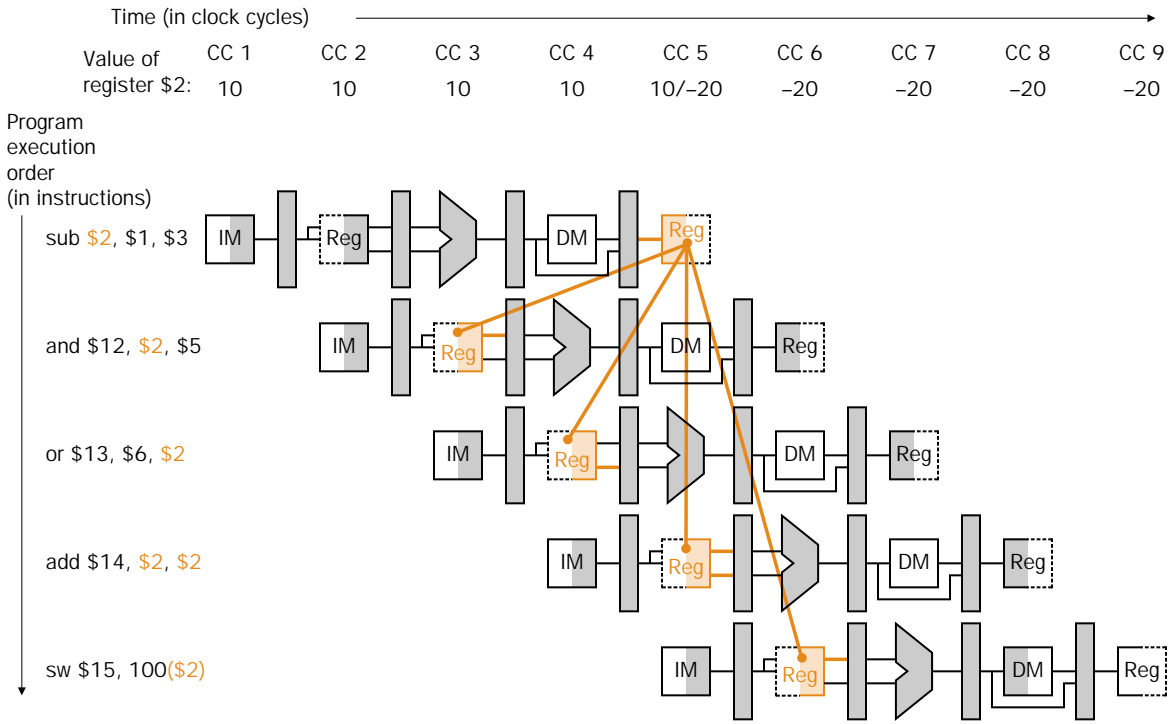 Time (in clock cycles)
CC 1 CC 2 CC 3 CC 4 CC 5 CC 6 CC 7 CC 8 CC 9
Value of
register $2: 10 10 10 10 10/–20 –20 –20 –20 –20
Program
execution
order
(in instructions)
sub $2, $1, $3 IM Reg DM Reg
and $12, $2, $5 IM Reg DM Reg
or $13, $6, $2 IM Reg DM Reg
add $14, $2, $2 IM Reg DM Reg
sw $15, 100($2) IM Reg DM Reg